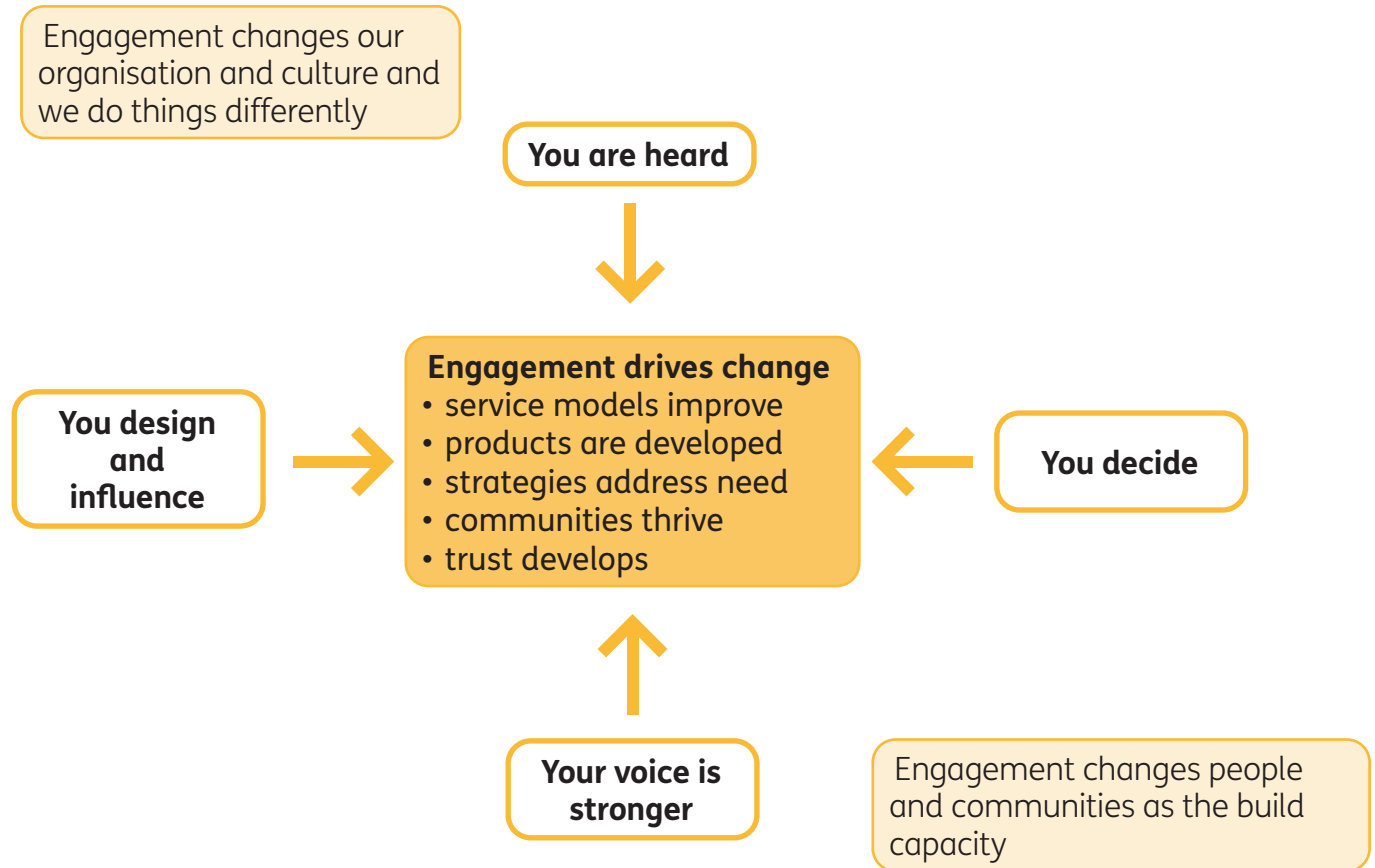 Engagement changes our
organisation and culture and
we do things differently
You are heard
You design
and
influence
Engagement drives change
• service models improve
• products are developed
• strategies address need
• communities thrive
• trust develops
You decide
Your voice is
stronger
Engagement changes people
and communities as the build
capacity